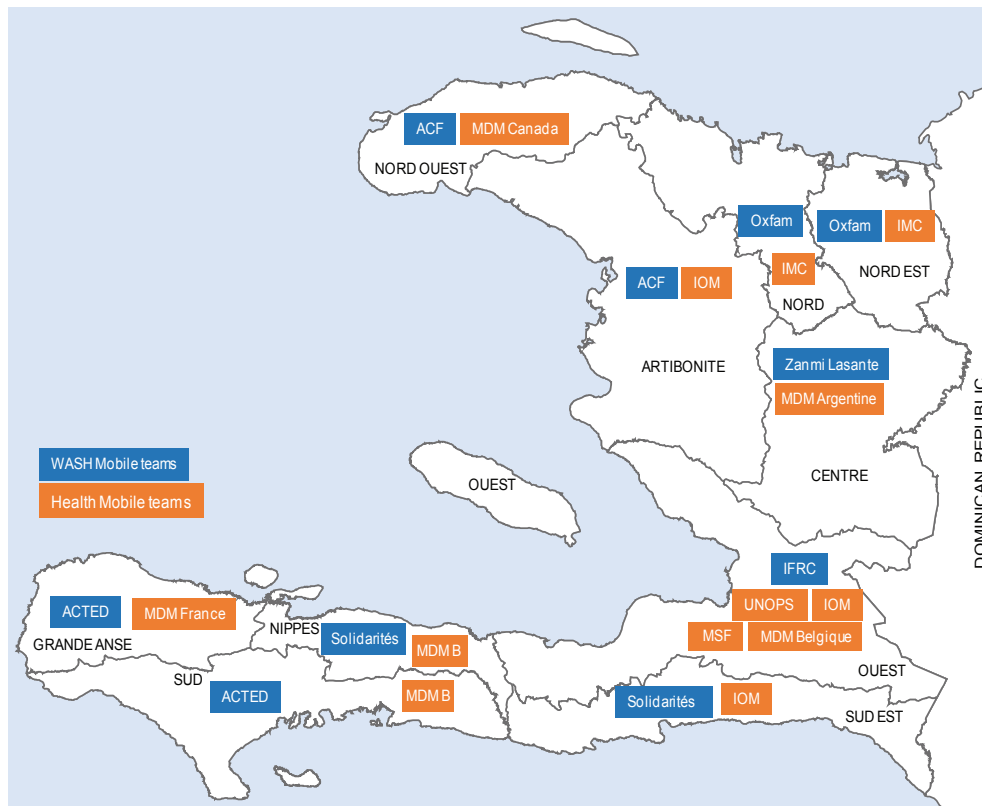 ACF
MDM Canada
NORD OUEST
Oxfam
Oxfam
IMC
IMC
NORD EST
ACF
IOM
NORD
ARTIBONITE
Zanmi Lasante
MDM Argentine
DOMINICAN REPUBLIC
WASH Mobile teams
Health Mobile teams
OUEST
CENTRE
IFRC
UNOPS
IOM
MSF
MDM Belgique
OUEST
ACTED
MDM France
GRANDE ANSE
NIPPES
Solidarités
MDM B
SUD
ACTED
MDM B
Solidarités
IOM
SUD EST